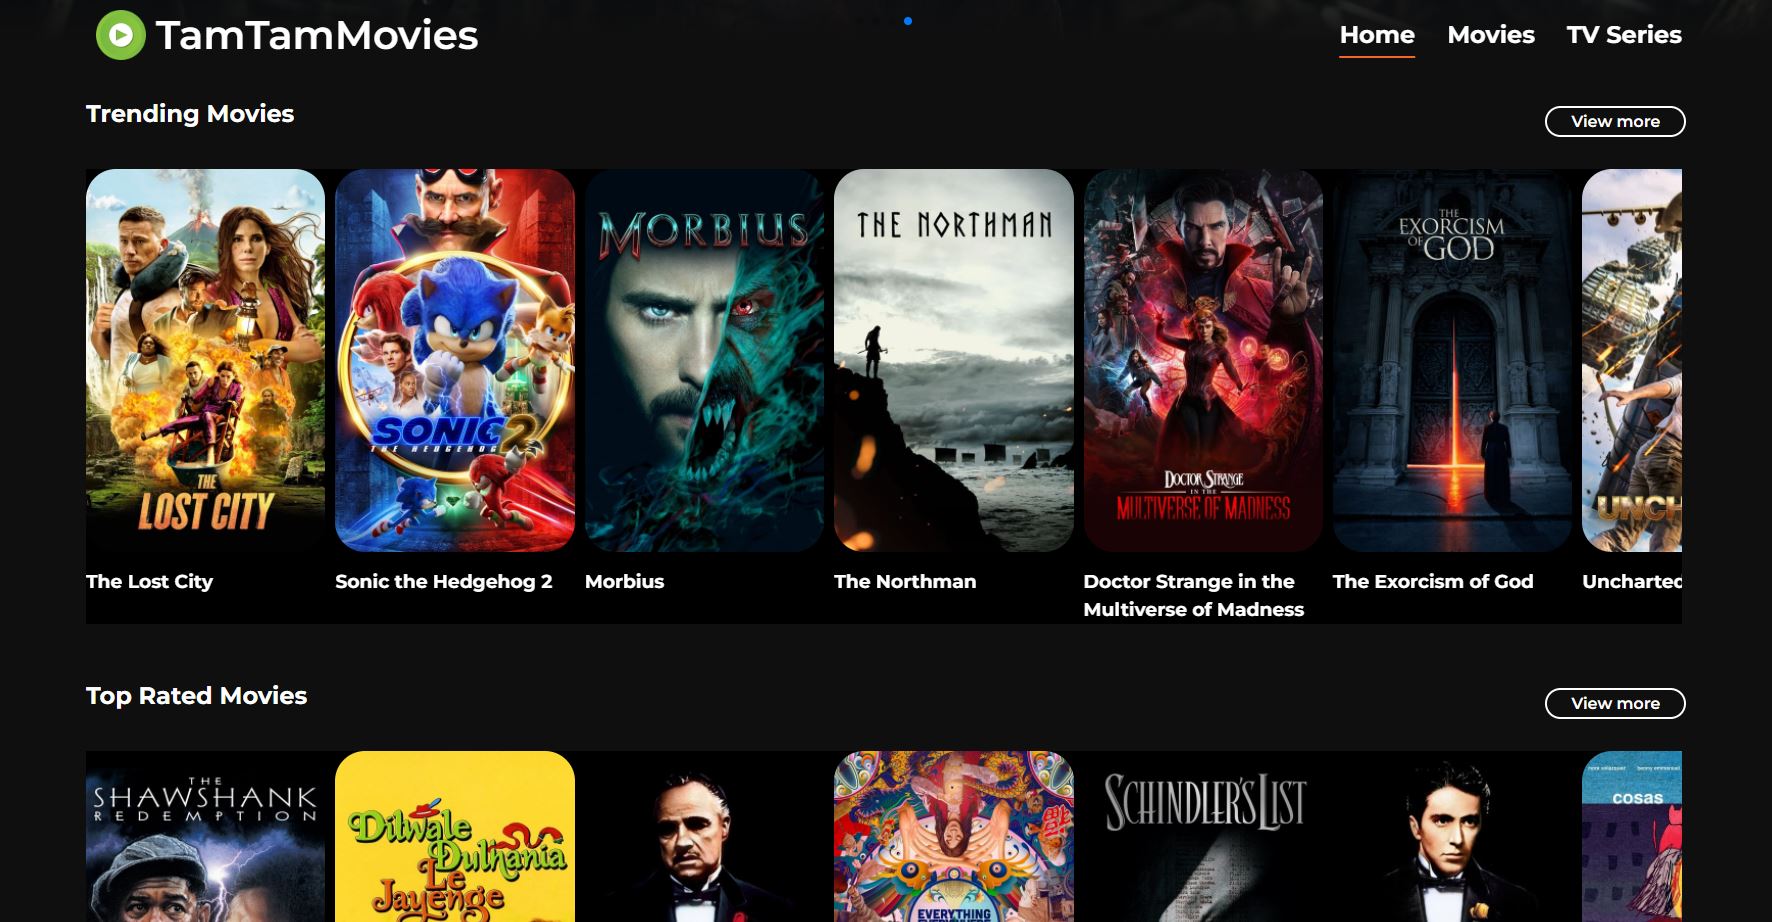 TamTamMovies
Home Movies TV Series
Trending Movies
View more
THE
LOST CITY
SONIC 2
THE HEDGEHOG
MORBIUS
THE NORTHMAN
DOCTOR STRANGE
IN THE
MULTIVERSE OF MADNESS
THE
EXORCISM
OF GOD
UNCH
The Lost City
Sonic the Hedgehog 2
Morbius
The Northman
Doctor Strange in the
Multiverse of Madness
The Exorcism of God
Uncharted
Top Rated Movies
View more
THE
SHAWSHANK
REDEMPTION
Dilwale
Dulhania
Le
Jayenge
EVERYTHING
SCHINDLER'S LIST
cosas